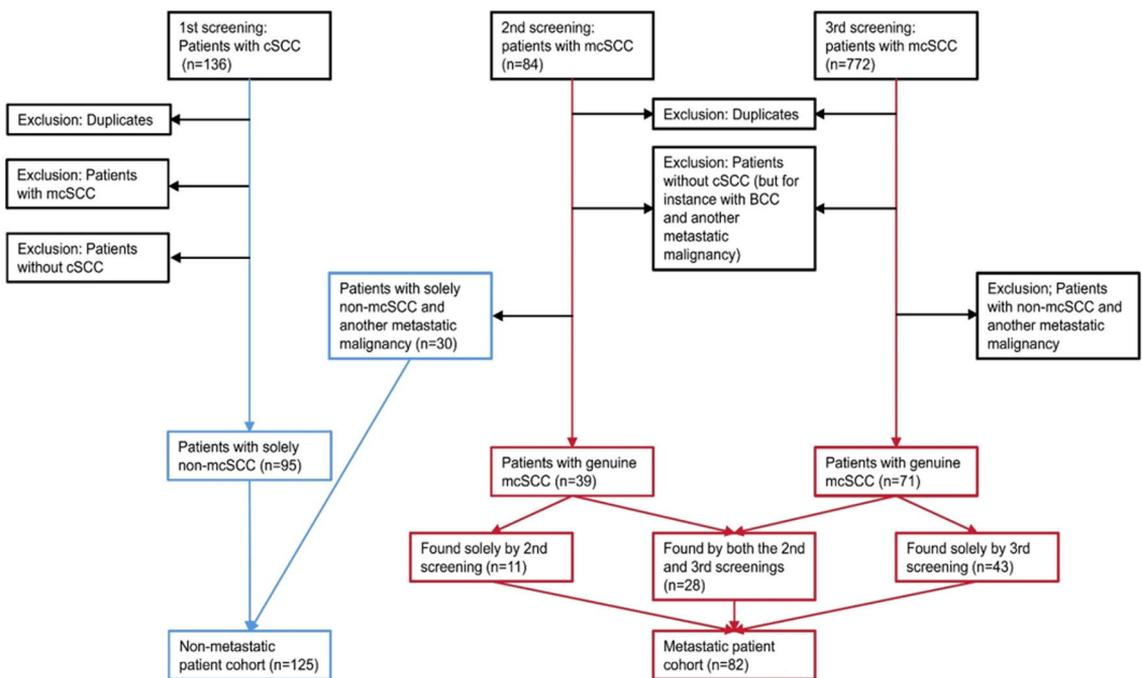 1st screening:
Patients with cSCC
(n=136)
2nd screening:
patients with mcSCC
(n=84)
3rd screening:
patients with mcSCC
(n=772)
Exclusion: Duplicates
Exclusion: Patients
with mcSCC
Exclusion: Patients
without cSCC
Exclusion: Duplicates
Exclusion: Patients
without cSCC (but for
instance with BCC
and another
metastatic
malignancy)
Patients with solely
non-mcSCC and
another metastatic
malignancy (n=30)
Exclusion; Patients
with non-mcSCC and
another metastatic
malignancy
Patients with solely
non-mcSCC (n=95)
Patients with genuine
mcSCC (n=39)
Patients with genuine
mcSCC (n=71)
Found solely by 2nd
screening (n=11)
Found by both the 2nd
and 3rd screenings
(n=28)
Found solely by 3rd
screening (n=43)
Non-metastatic
patient cohort (n=125)
Metastatic patient
cohort (n=82)